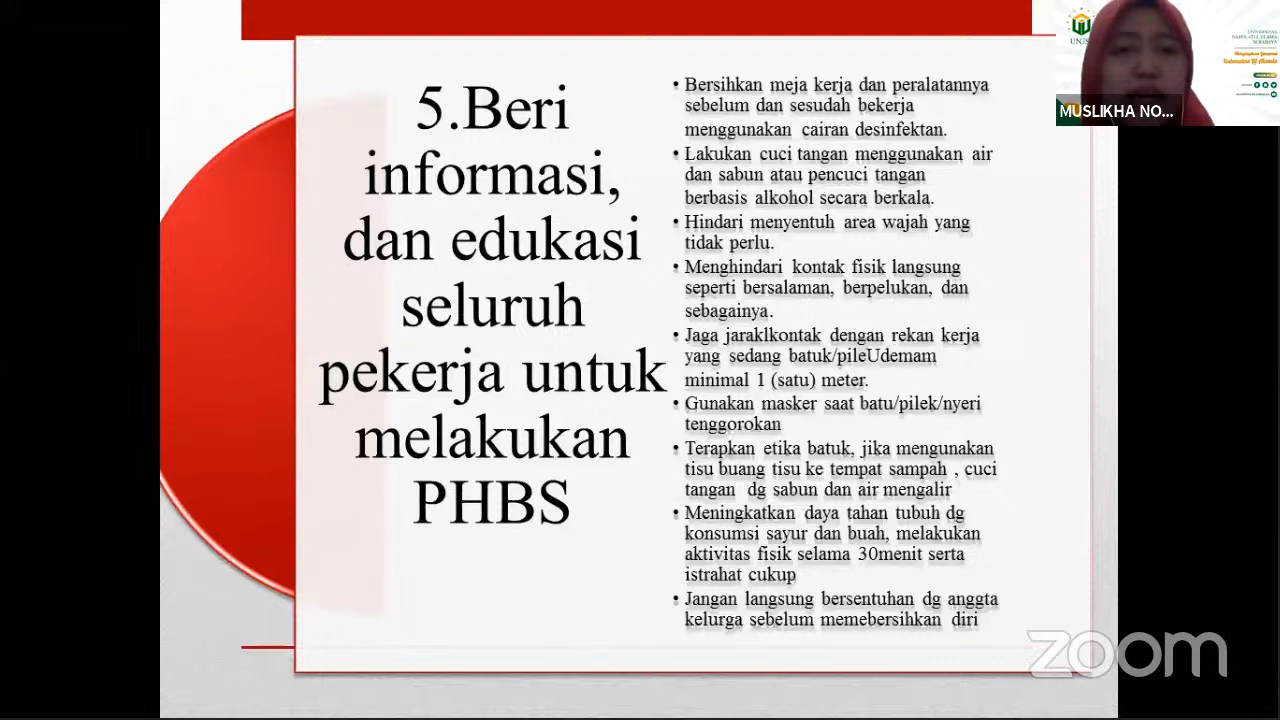 5.Beri
informasi,
dan edukasi
seluruh
pekerja untuk
melakukan
PHBS
• Bersihkan meja kerja dan peralatannya
sebelum dan sesudah bekerja
menggunakan cairan desinfektan.
• Lakukan cuci tangan menggunakan air
dan sabun atau pencuci tangan
berbasis alkohol secara berkala.
• Hindari menyentuh area wajah yang
tidak perlu.
• Menghindari kontak fisik langsung
seperti bersalaman, berpelukan, dan
sebagainya.
• Jaga jaraklkontak dengan rekan kerja
yang sedang batuk/pileUdemam
minimal 1 (satu) meter.
• Gunakan masker saat batu/pilek/nyeri
tenggorokan
• Terapkan etika batuk, jika mengunakan
tisu buang tisu ke tempat sampah , cuci
tangan dg sabun dan air mengalir
• Meningkatkan daya tahan tubuh dg
konsumsi sayur dan buah, melakukan
aktivitas fisik selama 30menit serta
istrahat cukup
• Jangan langsung bersentuhan dg anggta
kelurga sebelum memebersihkan diri
MUSLIKHA NO...
zoom